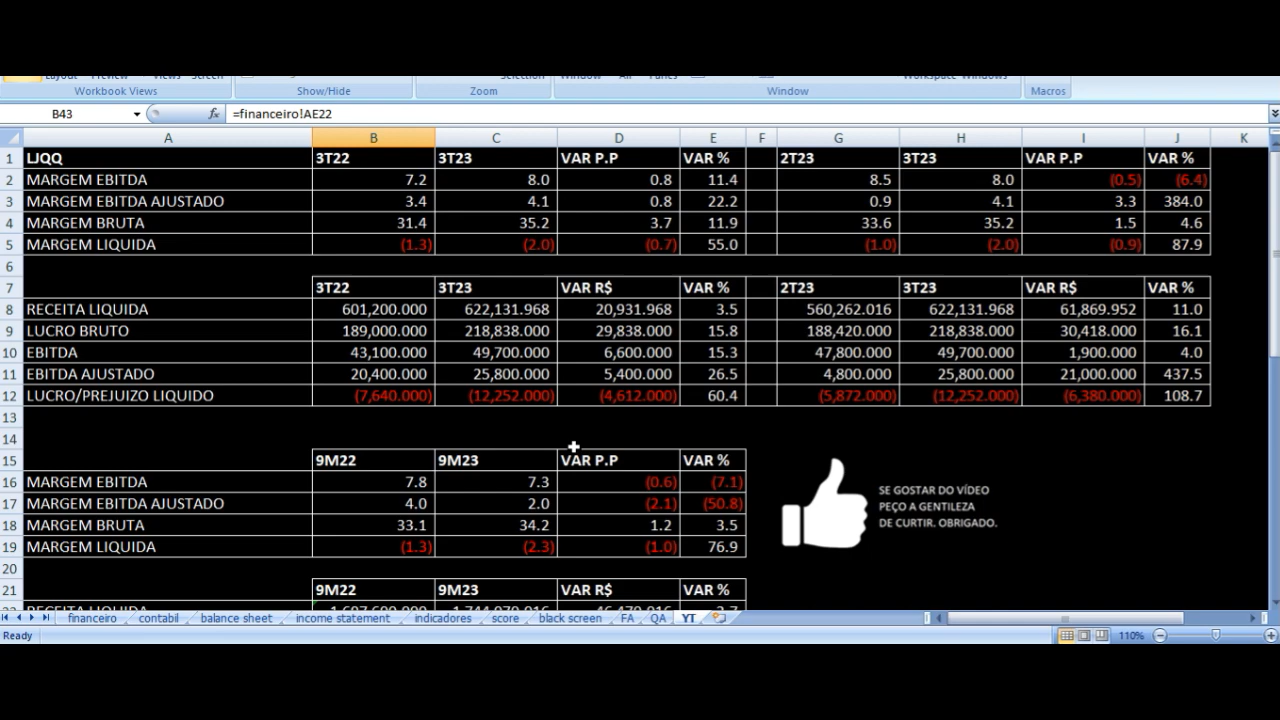 Workbook Views Show/Hide Zoom Window Macros
B43 fx =financeiro!AE22
A B C D E F G H I J K
1 LJQQ 3T22 3T23 VAR P.P VAR % 2T23 3T23 VAR P.P VAR %
2 MARGEM EBITDA 7.2 8.0 0.8 11.4 8.5 8.0 (0.5) (6.4)
3 MARGEM EBITDA AJUSTADO 3.4 4.1 0.8 22.2 0.9 4.1 3.3 384.0
4 MARGEM BRUTA 31.4 35.2 3.7 11.9 33.6 35.2 1.5 4.6
5 MARGEM LIQUIDA (1.3) (2.0) (0.7) 55.0 (1.0) (2.0) (0.9) 87.9
6
7 3T22 3T23 VAR R$ VAR % 2T23 3T23 VAR R$ VAR %
8 RECEITA LIQUIDA 601,200.000 622,131.968 20,931.968 3.5 560,262.016 622,131.968 61,869.952 11.0
9 LUCRO BRUTO 189,000.000 218,838.000 29,838.000 15.8 188,420.000 218,838.000 30,418.000 16.1
10 EBITDA 43,100.000 49,700.000 6,600.000 15.3 47,800.000 49,700.000 1,900.000 4.0
11 EBITDA AJUSTADO 20,400.000 25,800.000 5,400.000 26.5 4,800.000 25,800.000 21,000.000 437.5
12 LUCRO/PREJUIZO LIQUIDO (7,640.000) (12,252.000) (4,612.000) 60.4 (5,872.000) (12,252.000) (6,380.000) 108.7
13
14
15 9M22 9M23 VAR P.P VAR %
16 MARGEM EBITDA 7.8 7.3 (0.6) (7.1)
17 MARGEM EBITDA AJUSTADO 4.0 2.0 (2.1) (50.8)
18 MARGEM BRUTA 33.1 34.2 1.2 3.5
19 MARGEM LIQUIDA (1.3) (2.3) (1.0) 76.9
SE GOSTAR DO VÍDEO
PEÇO A GENTILEZA
DE CURTIR. OBRIGADO.
20
21 9M22 9M23 VAR R$ VAR %
financeiro contabil balance sheet income statement indicadores score black screen FA QA YT
Ready 110%